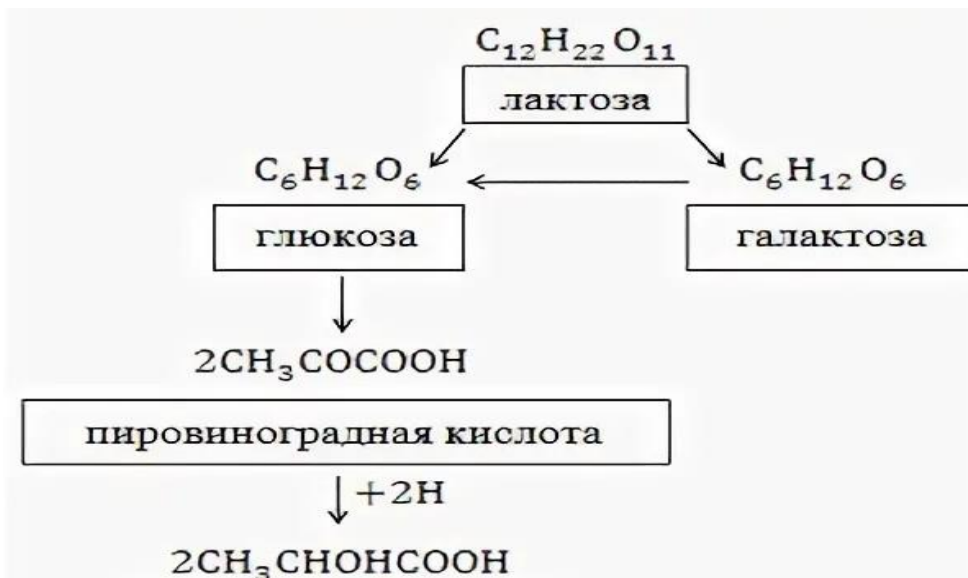 C₁₂H₂₂O₁₁
лактоза
C₆H₁₂O₆ C₆H₁₂O₆
глюкоза галактоза
2CH₃COCOOH
пировиноградная кислота
+2H
2CH₃CHOHCOOH